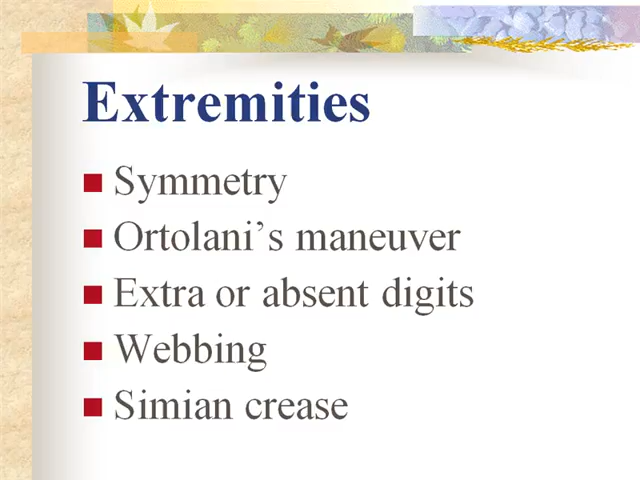 Extremities
Symmetry
Ortolani's maneuver
Extra or absent digits
Webbing
Simian crease